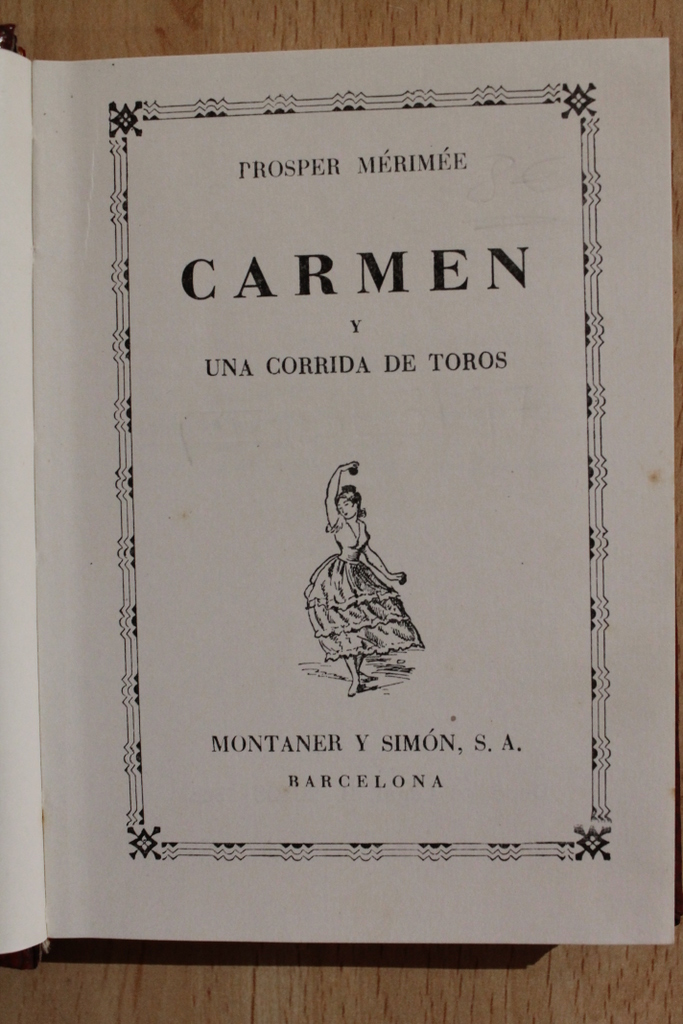 PROSPER MÉRIMÉE
CARMEN
Y
UNA CORRIDA DE TOROS
MONTANER Y SIMÓN, S. A.
BARCELONA